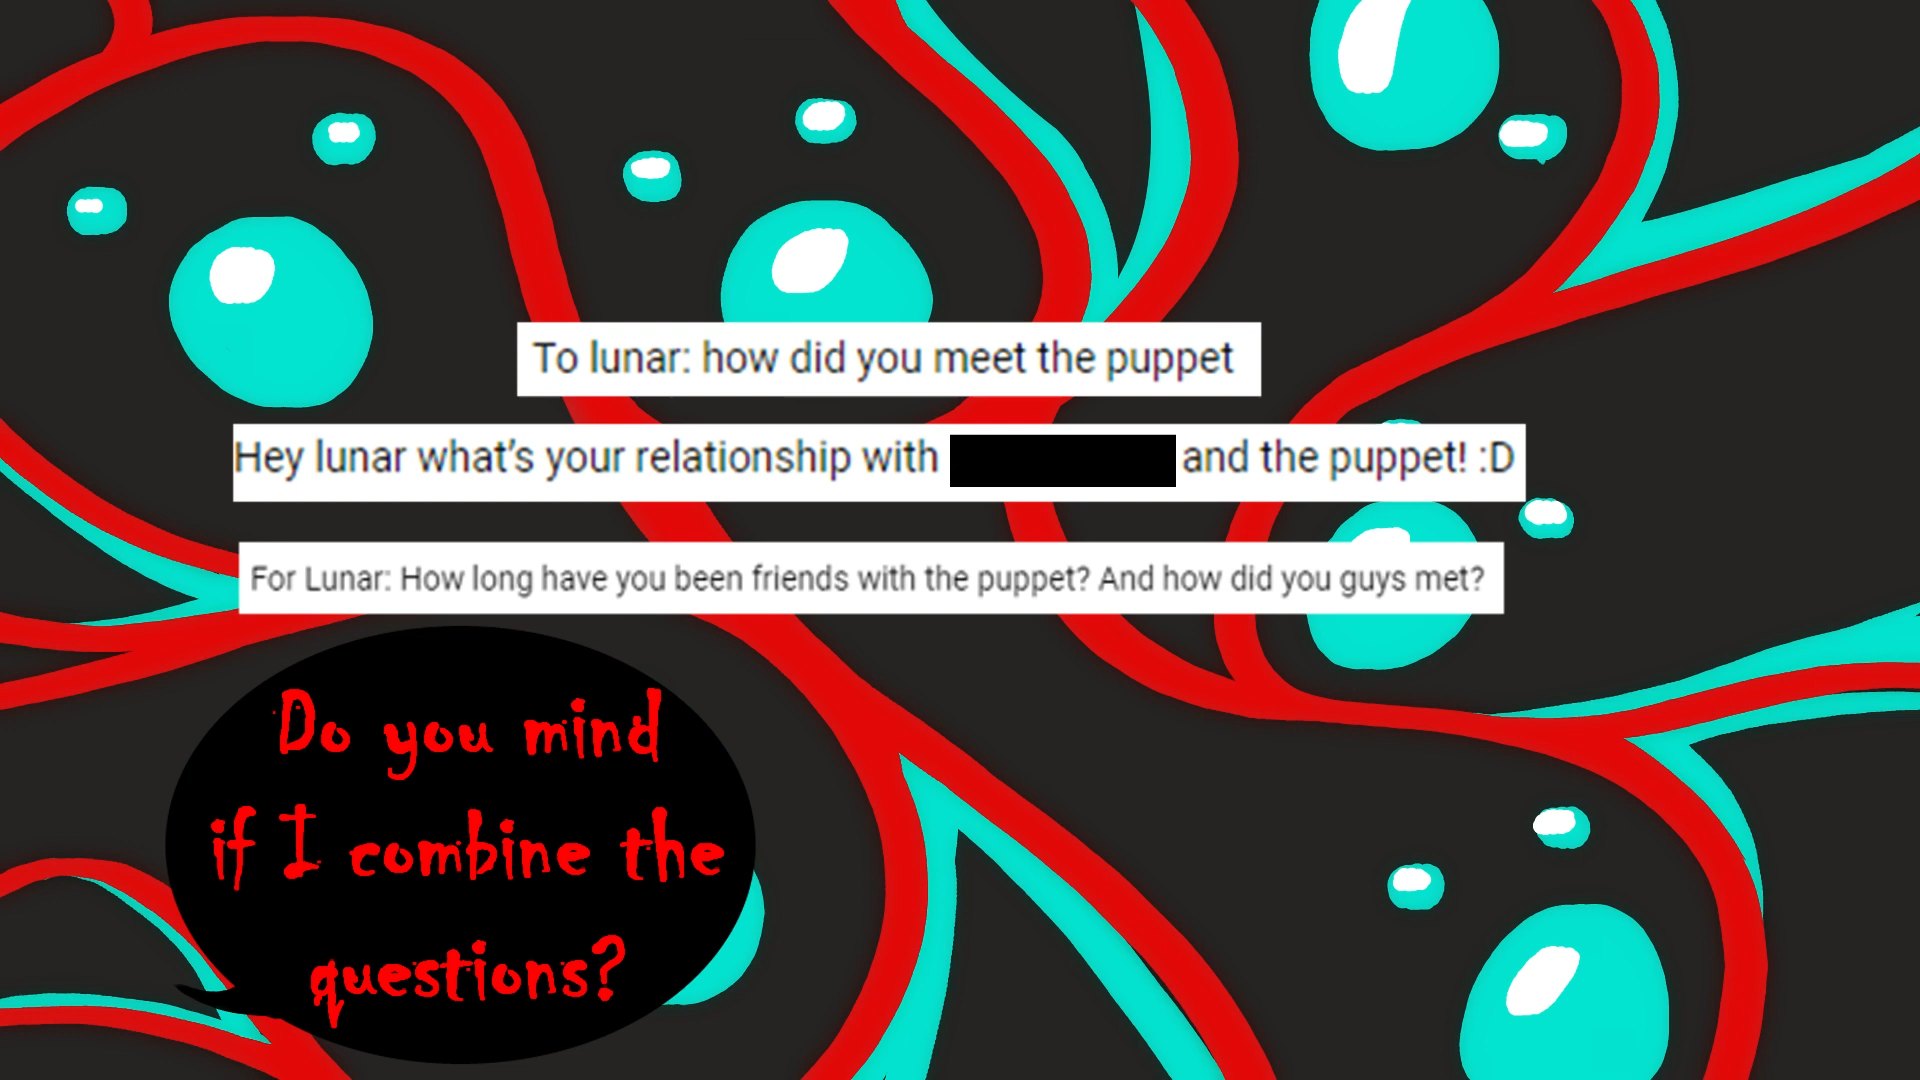 To lunar: how did you meet the puppet
Hey lunar what's your relationship with and the puppet! :D
For Lunar: How long have you been friends with the puppet? And how did you guys met?
Do you mind
if I combine the
questions?